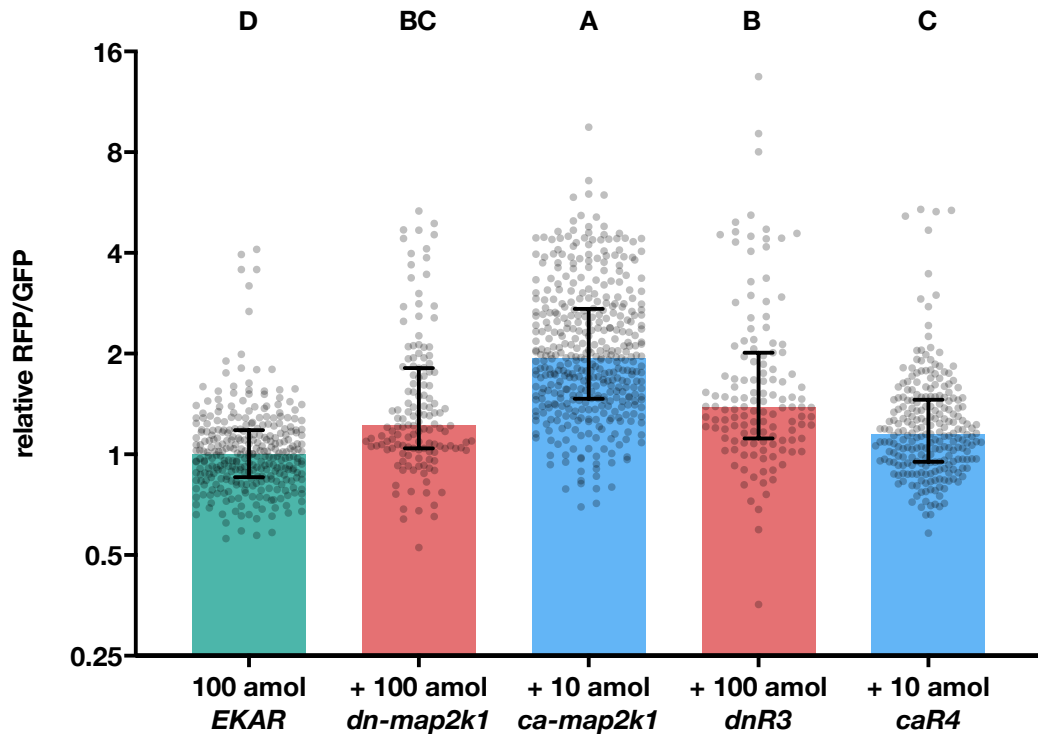 D BC A B C
16
8
4
2
1
0.5
0.25
relative RFP/GFP
100 amol + 100 amol + 10 amol + 100 amol + 10 amol
EKAR dn-map2k1 ca-map2k1 dnR3 caR4